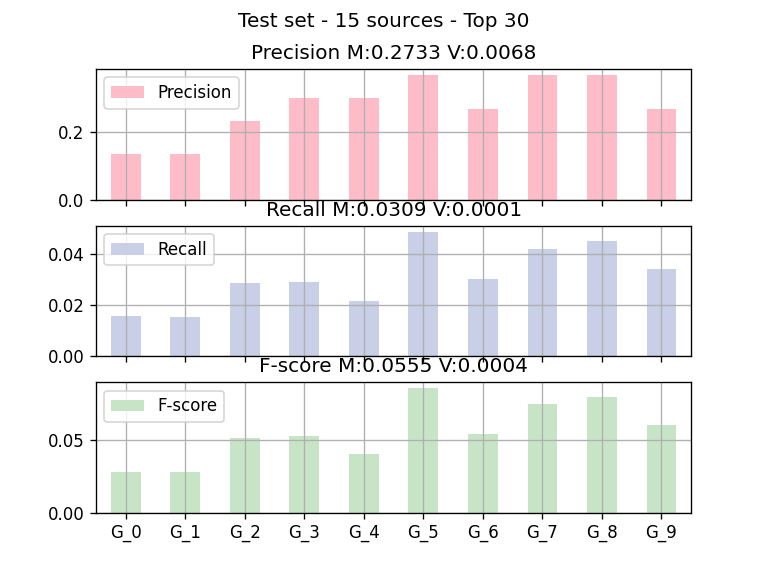 Test set - 15 sources - Top 30
Precision M:0.2733 V:0.0068
Precision
0.2
0.0
Recall M:0.0309 V:0.0001
Recall
0.04
0.02
0.00
F-score M:0.0555 V:0.0004
F-score
0.05
0.00
G_0 G_1 G_2 G_3 G_4 G_5 G_6 G_7 G_8 G_9